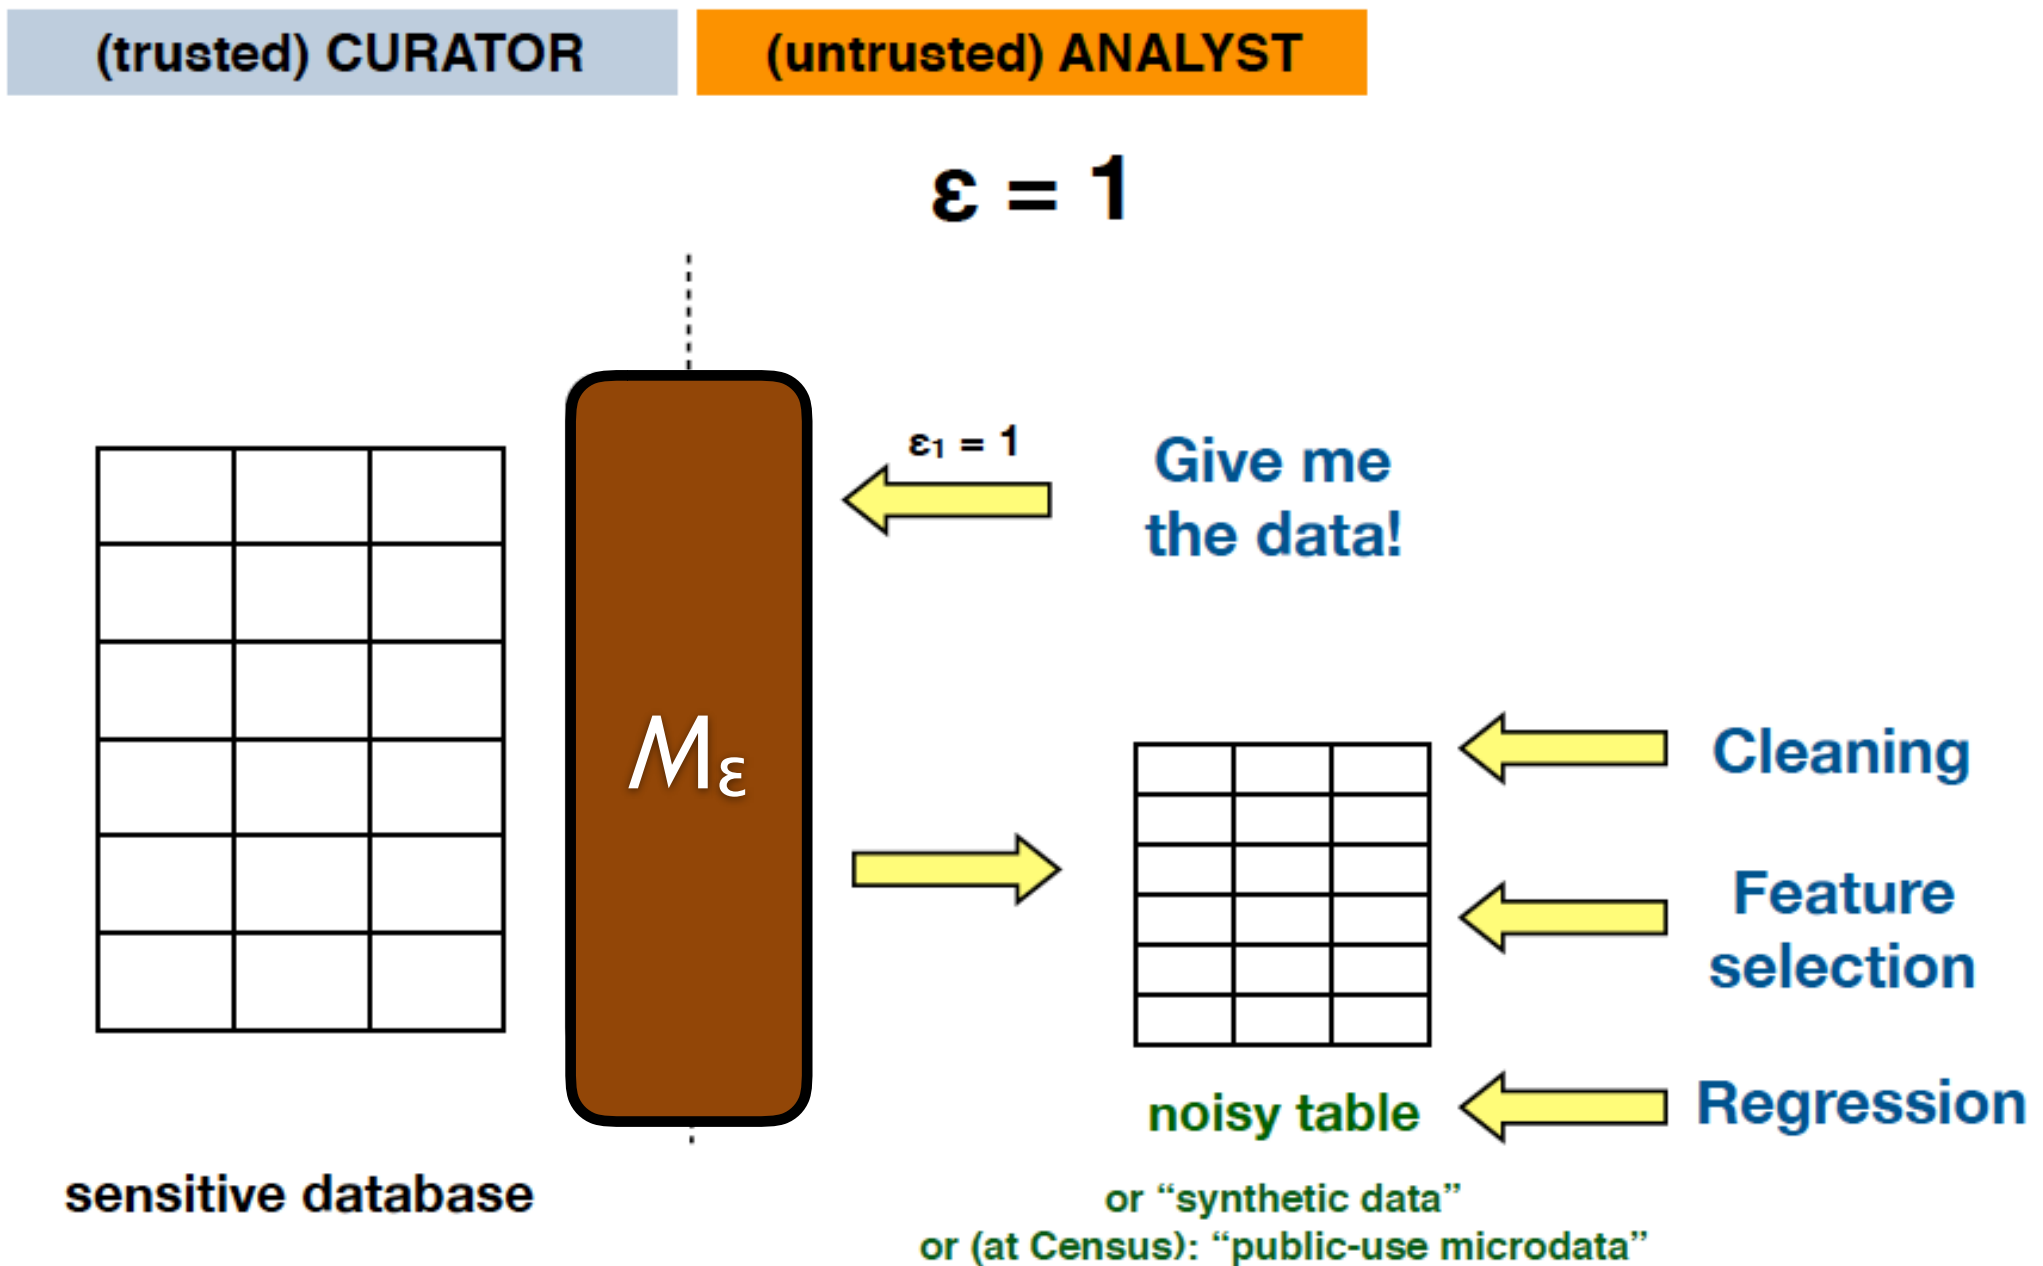 (trusted) CURATOR
(untrusted) ANALYST
ε = 1
ε₁ = 1
Give me
the data!
Mε
Cleaning
Feature
selection
Regression
noisy table
sensitive database
or “synthetic data”
or (at Census): “public-use microdata”